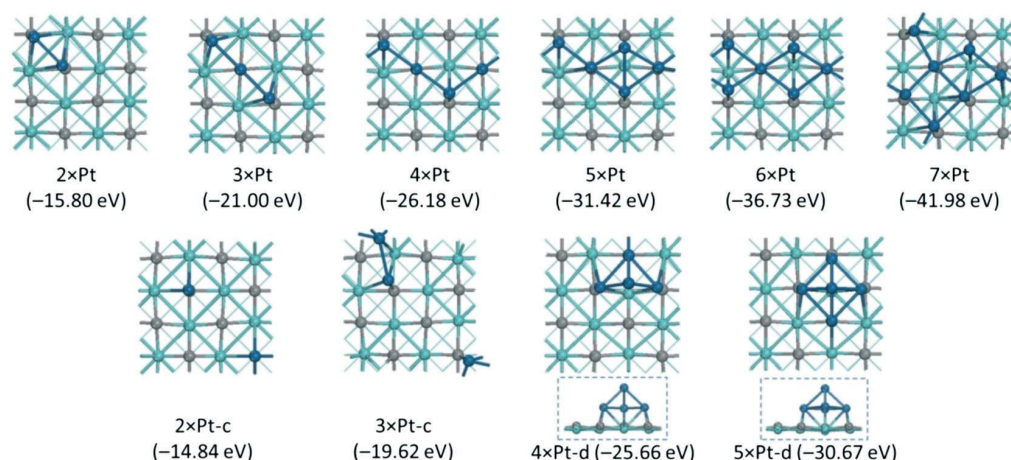 2×Pt 3×Pt 4×Pt 5×Pt 6×Pt 7×Pt
(−15.80 eV) (−21.00 eV) (−26.18 eV) (−31.42 eV) (−36.73 eV) (−41.98 eV)
2×Pt-c 3×Pt-c
(−14.84 eV) (−19.62 eV) 4×Pt-d (−25.66 eV) 5×Pt-d (−30.67 eV)